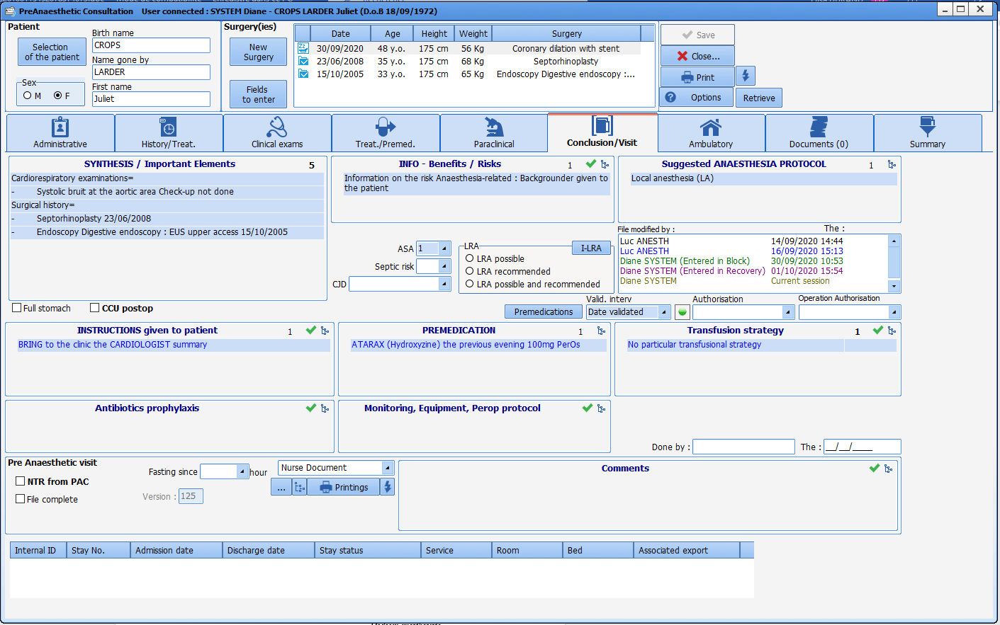 PreAnaesthetic Consultation User connected : SYSTEM Diane - CROPS LARDER Juliet (D.o.B 18/09/1972)
Patient
Selection of the patient
Birth name
CROPS
Name gone by
LARDER
First name
Juliet
Sex
M F
Surgery(ies)
New Surgery
Fields to enter
Date Age Height Weight Surgery
30/09/2020 48 y.o. 175 cm 56 Kg Coronary dilation with stent
23/06/2008 35 y.o. 175 cm 68 Kg Septorhinoplasty
15/10/2005 33 y.o. 175 cm 65 Kg Endoscopy Digestive endoscopy :...
Save
Close...
Print
Options Retrieve
Administrative History/Treat. Clinical exams Treat./Premed. Paraclinical Conclusion/Visit Ambulatory Documents (0) Summary
SYNTHESIS / Important Elements 5
Cardiorespiratory examinations=
- Systolic bruit at the aortic area Check-up not done
Surgical history=
- Septorhinoplasty 23/06/2008
- Endoscopy Digestive endoscopy : EUS upper access 15/10/2005
INFO - Benefits / Risks 1
Information on the risk Anaesthesia-related : Backgrounder given to
the patient
Suggested ANAESTHESIA PROTOCOL 1
Local anesthesia (LA)
ASA 1
Septic risk
CJD
LRA I-LRA
LRA possible
LRA recommended
LRA possible and recommended
File modified by : The :
Luc ANESTH 14/09/2020 14:44
Luc ANESTH 16/09/2020 15:13
Diane SYSTEM (Entered in Block) 30/09/2020 10:53
Diane SYSTEM (Entered in Recovery) 01/10/2020 15:54
Diane SYSTEM Current session
Full stomach CCU postop
Premedications
Valid. interv
Date validated
Authorisation
Operation Authorisation
INSTRUCTIONS given to patient 1
BRING to the clinic the CARDIOLOGIST summary
PREMEDICATION 1
ATARAX (Hydroxyzine) the previous evening 100mg PerOs
Transfusion strategy 1
No particular transfusional strategy
Antibiotics prophylaxis
Monitoring, Equipment, Perop protocol
Done by : The : __/__/____
Pre Anaesthetic visit
NTR from PAC
File complete
Fasting since hour
Version : 125
Nurse Document
... Printings
Comments
Internal ID Stay No. Admission date Discharge date Stay status Service Room Bed Associated export